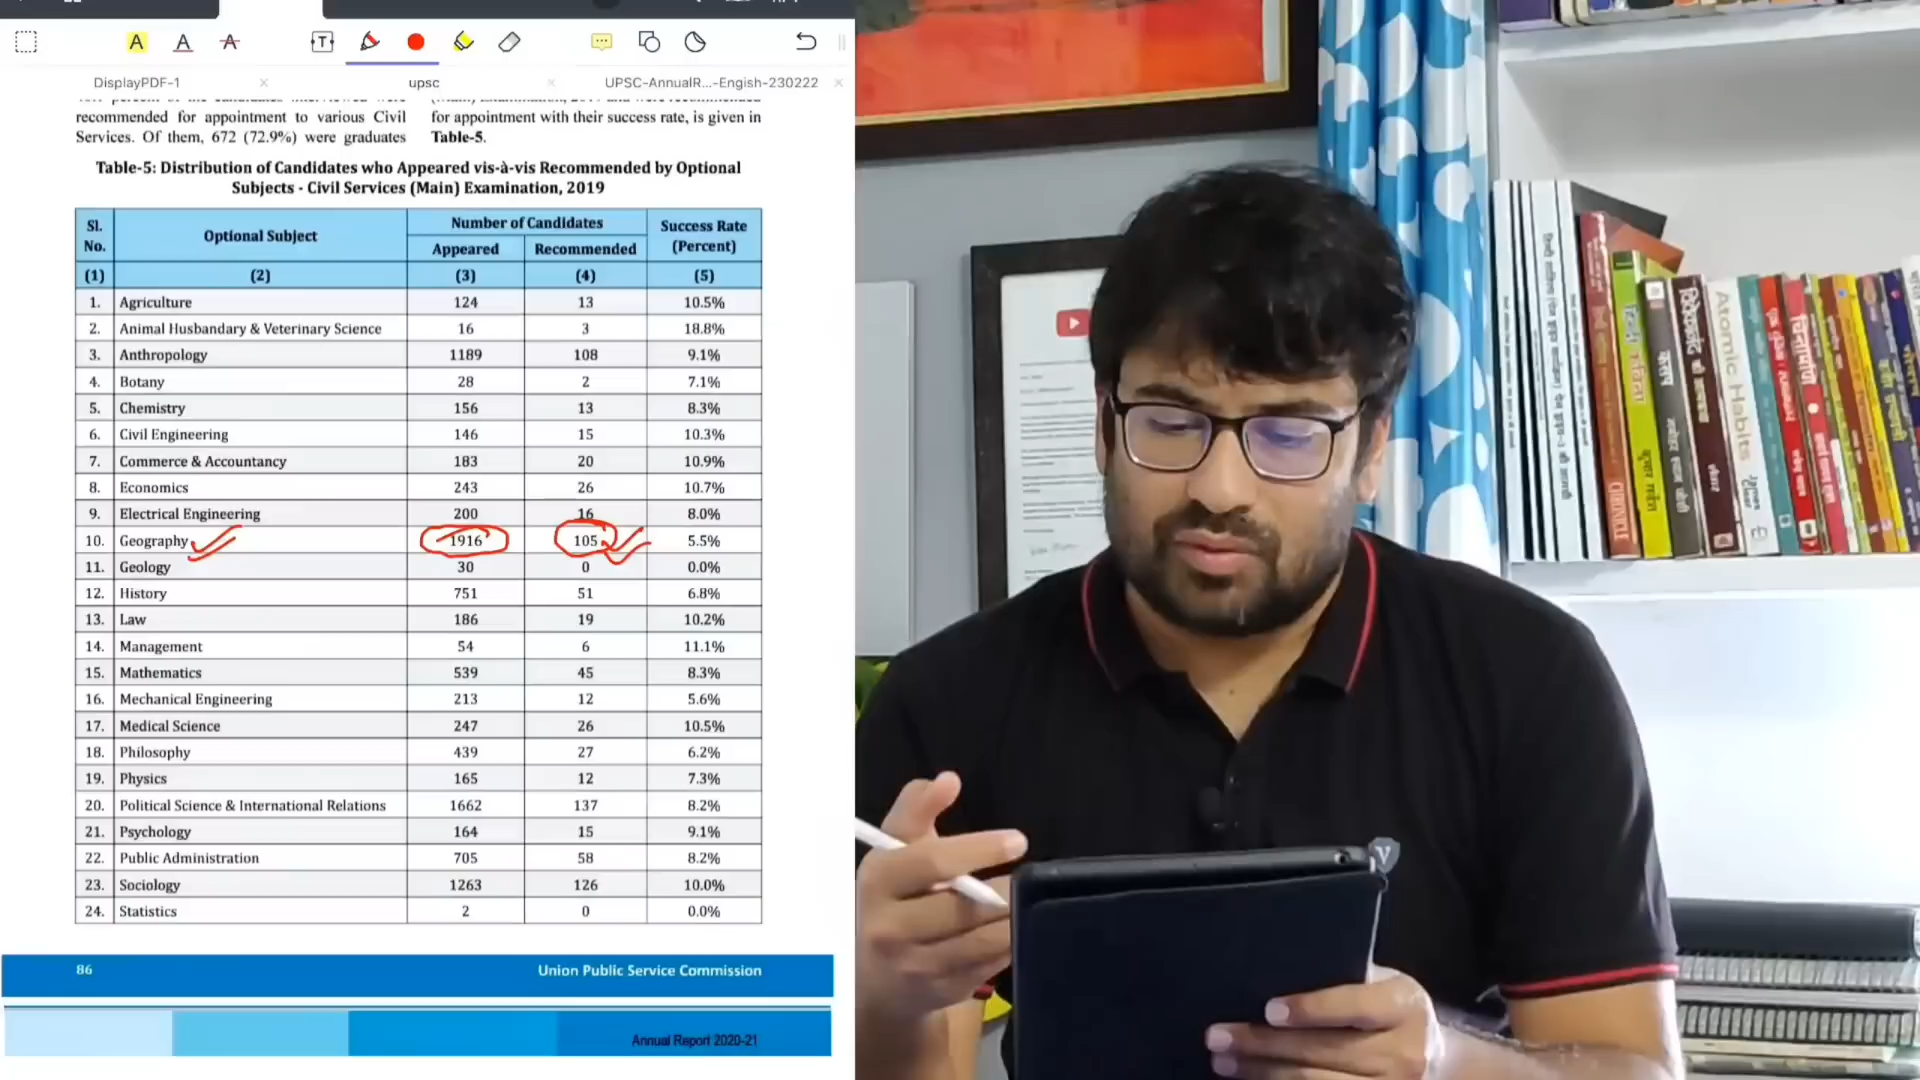 DisplayPDF-1
upsc
UPSC-AnnualR...-Engish-230222
recommended for appointment to various Civil
Services. Of them, 672 (72.9%) were graduates
for appointment with their success rate, is given in
Table-5.
Table-5: Distribution of Candidates who Appeared vis-à-vis Recommended by Optional
Subjects - Civil Services (Main) Examination, 2019
Sl. No. Optional Subject Number of Candidates Success Rate (Percent)
Appeared Recommended
(1) (2) (3) (4) (5)
1. Agriculture 124 13 10.5%
2. Animal Husbandary & Veterinary Science 16 3 18.8%
3. Anthropology 1189 108 9.1%
4. Botany 28 2 7.1%
5. Chemistry 156 13 8.3%
6. Civil Engineering 146 15 10.3%
7. Commerce & Accountancy 183 20 10.9%
8. Economics 243 26 10.7%
9. Electrical Engineering 200 16 8.0%
10. Geography 1916 105 5.5%
11. Geology 30 0 0.0%
12. History 751 51 6.8%
13. Law 186 19 10.2%
14. Management 54 6 11.1%
15. Mathematics 539 45 8.3%
16. Mechanical Engineering 213 12 5.6%
17. Medical Science 247 26 10.5%
18. Philosophy 439 27 6.2%
19. Physics 165 12 7.3%
20. Political Science & International Relations 1662 137 8.2%
21. Psychology 164 15 9.1%
22. Public Administration 705 58 8.2%
23. Sociology 1263 126 10.0%
24. Statistics 2 0 0.0%
86 Union Public Service Commission
Annual Report 2020-21
Atomic Habits
James Clear
CHRONICLE
V